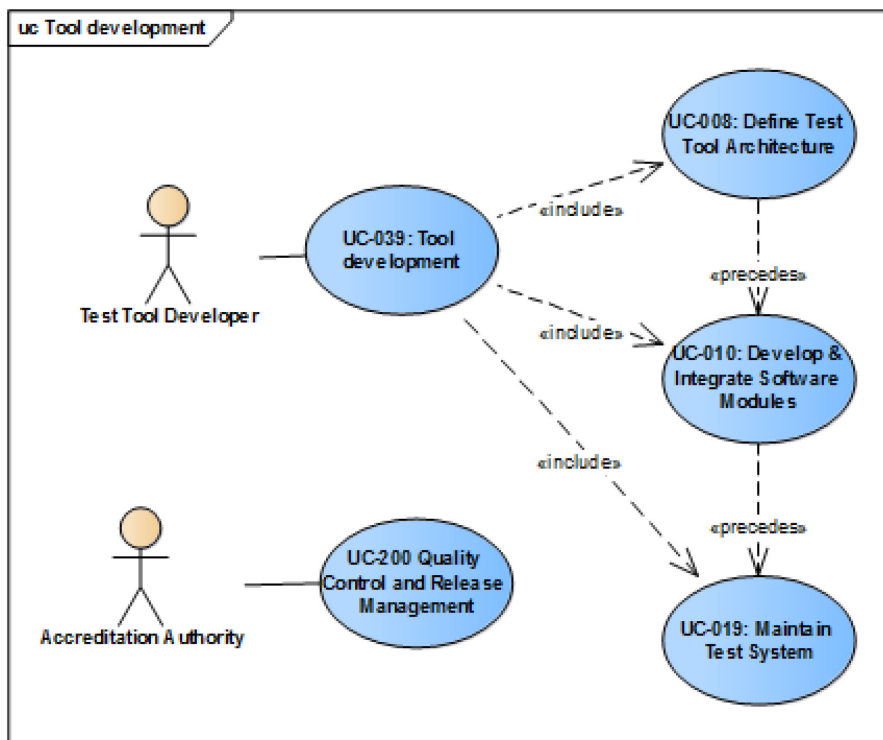 uc Tool development
UC-008: Define Test
Tool Architecture
«include»
UC-039: Tool
development
Test Tool Developer
«precedes»
«include»
UC-010: Develop &
Integrate Software
Modules
«include»
«precedes»
UC-200 Quality
Control and Release
Management
Accreditation Authority
UC-019: Maintain
Test System